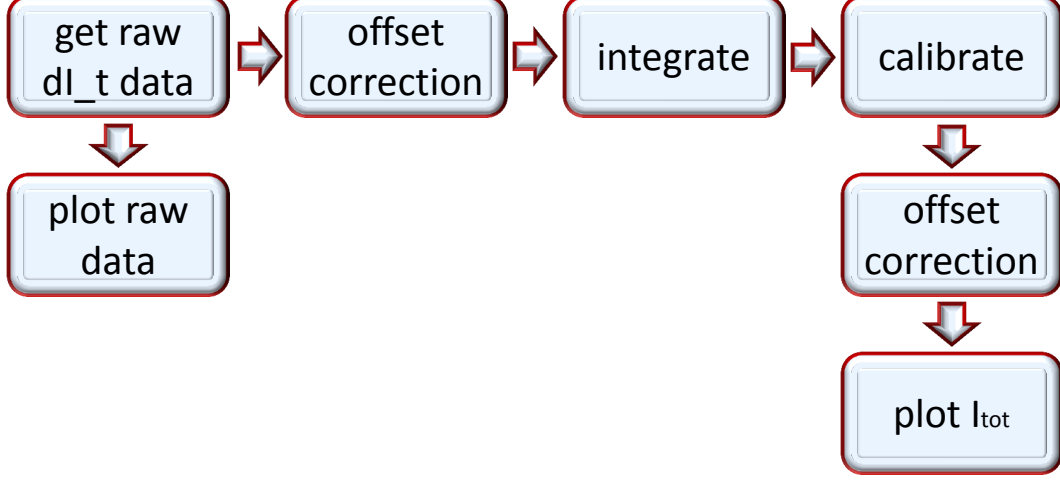 get raw
dI_t data
offset
correction
integrate
calibrate
plot raw
data
offset
correction
plot Itot